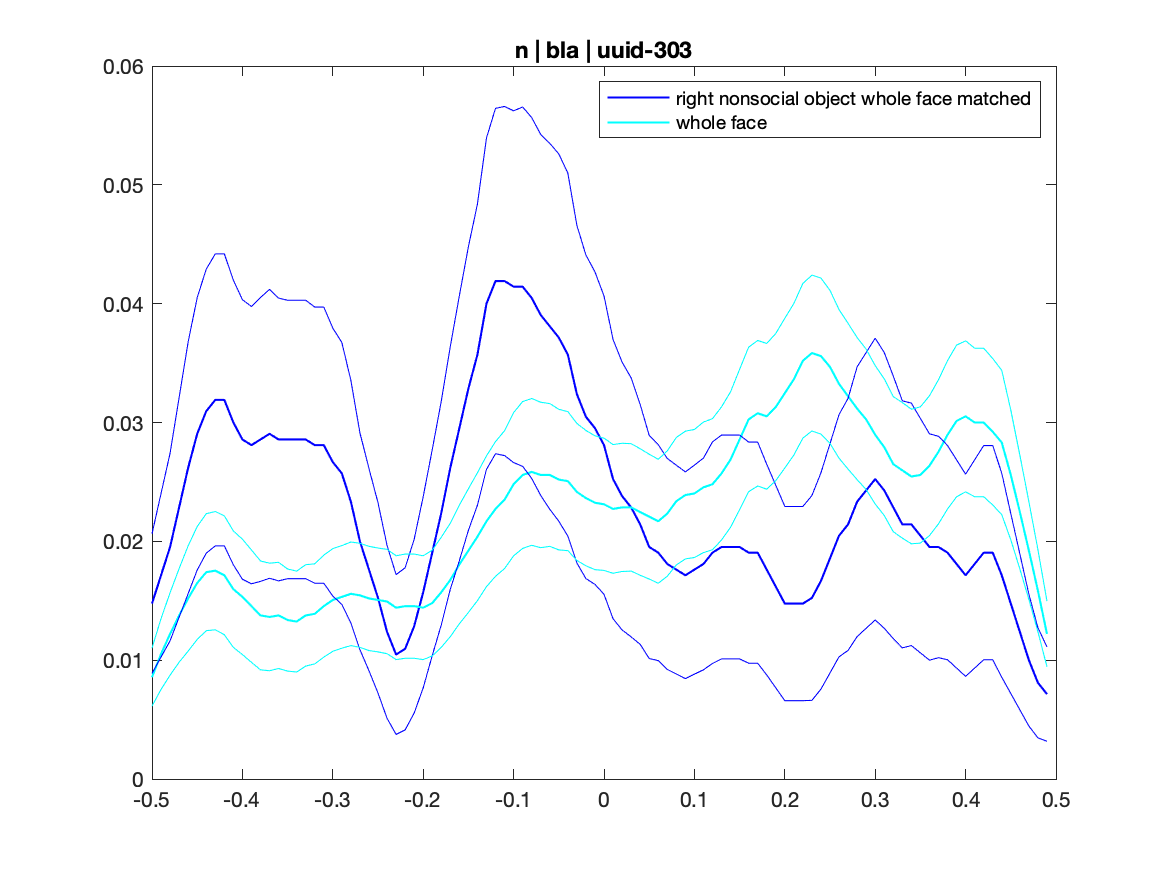 n | bla | uuid-303
right nonsocial object whole face matched
whole face
0.06
0.05
0.04
0.03
0.02
0.01
0
-0.5 -0.4 -0.3 -0.2 -0.1 0 0.1 0.2 0.3 0.4 0.5